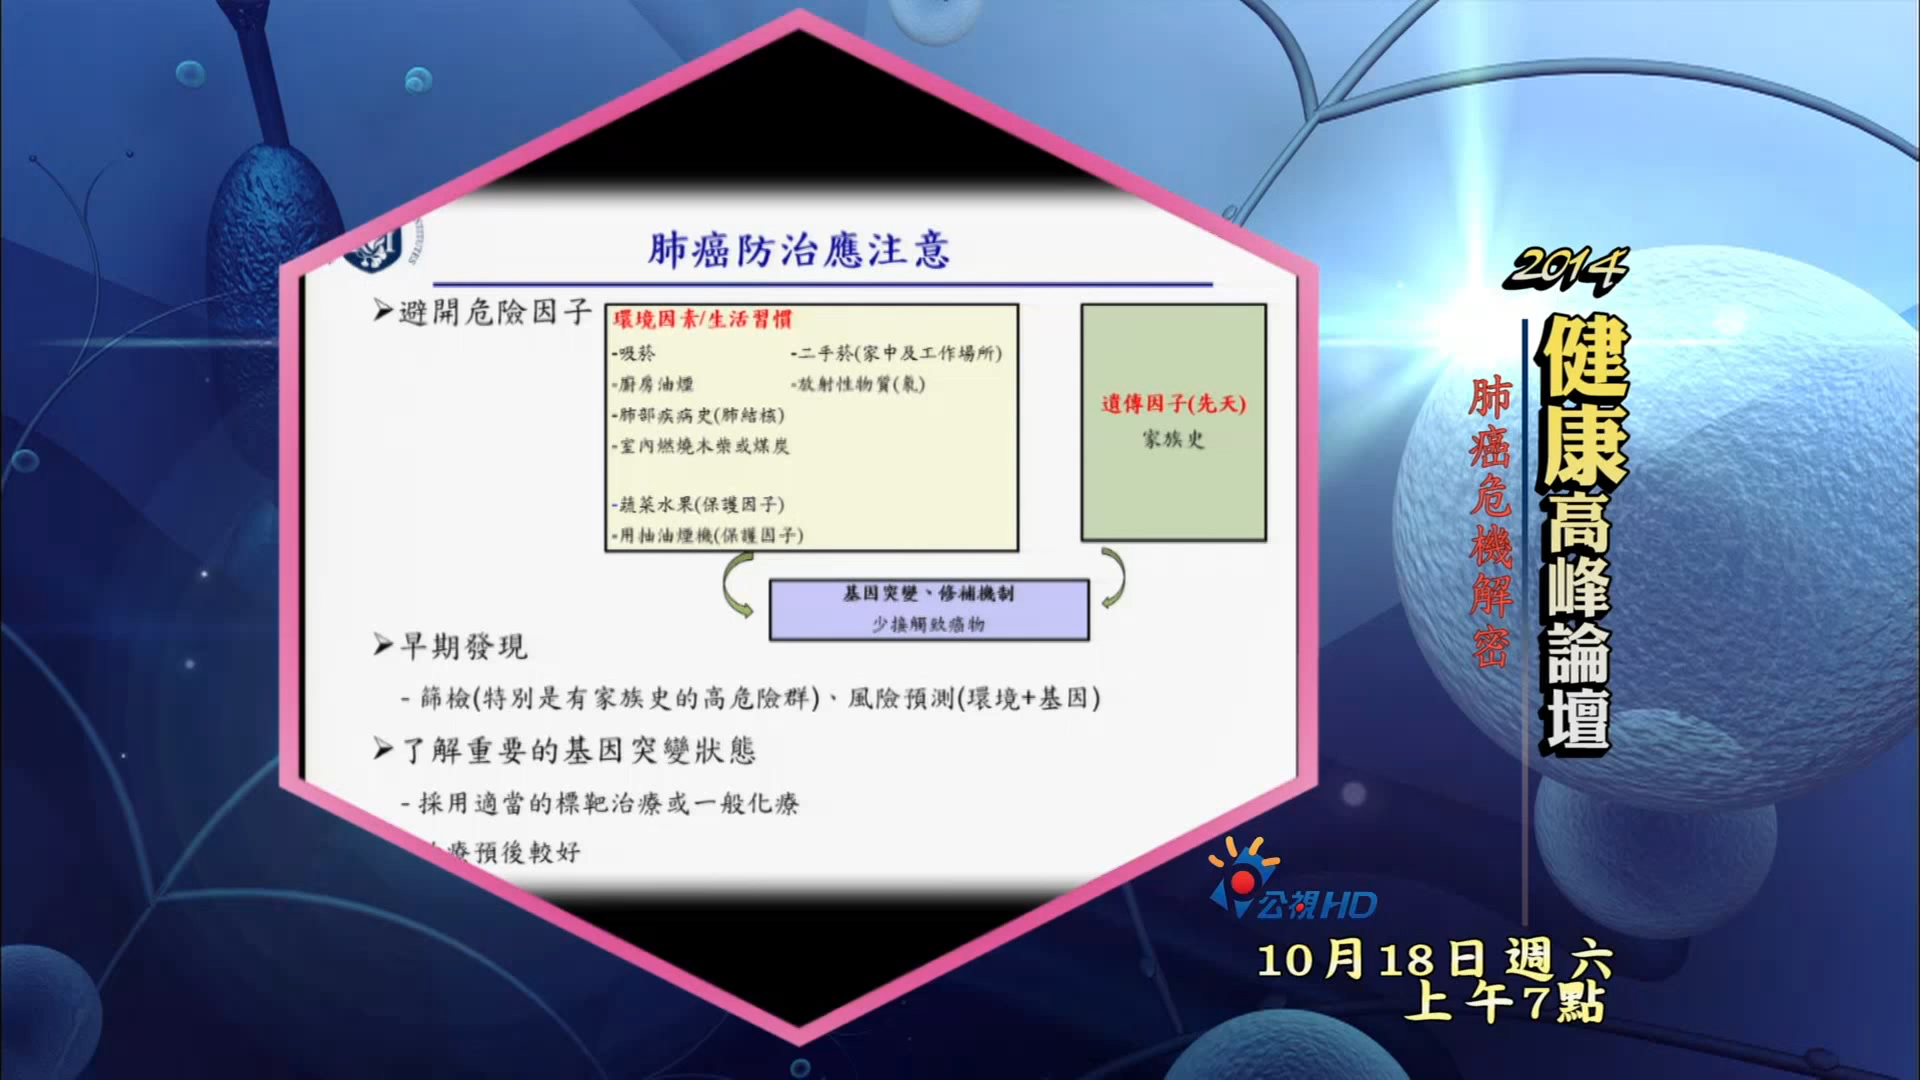 肺癌防治應注意
➤避開危險因子
環境因素/生活習慣
-吸菸
-二手菸(家中及工作場所)
-廚房油煙
-放射性物質(氡)
-肺部疾病史(肺結核)
-室內燃燒木柴或煤炭
-蔬菜水果(保護因子)
-用抽油煙機(保護因子)
遺傳因子(先天)
家族史
基因突變、修補機制
少接觸致癌物
➤早期發現
- 篩檢(特別是有家族史的高危險群)、風險預測(環境+基因)
➤了解重要的基因突變狀態
- 採用適當的標靶治療或一般化療
療預後較好
2014
健康高峰論壇
肺癌危機解密
公視HD
10月18日週六
上午7點